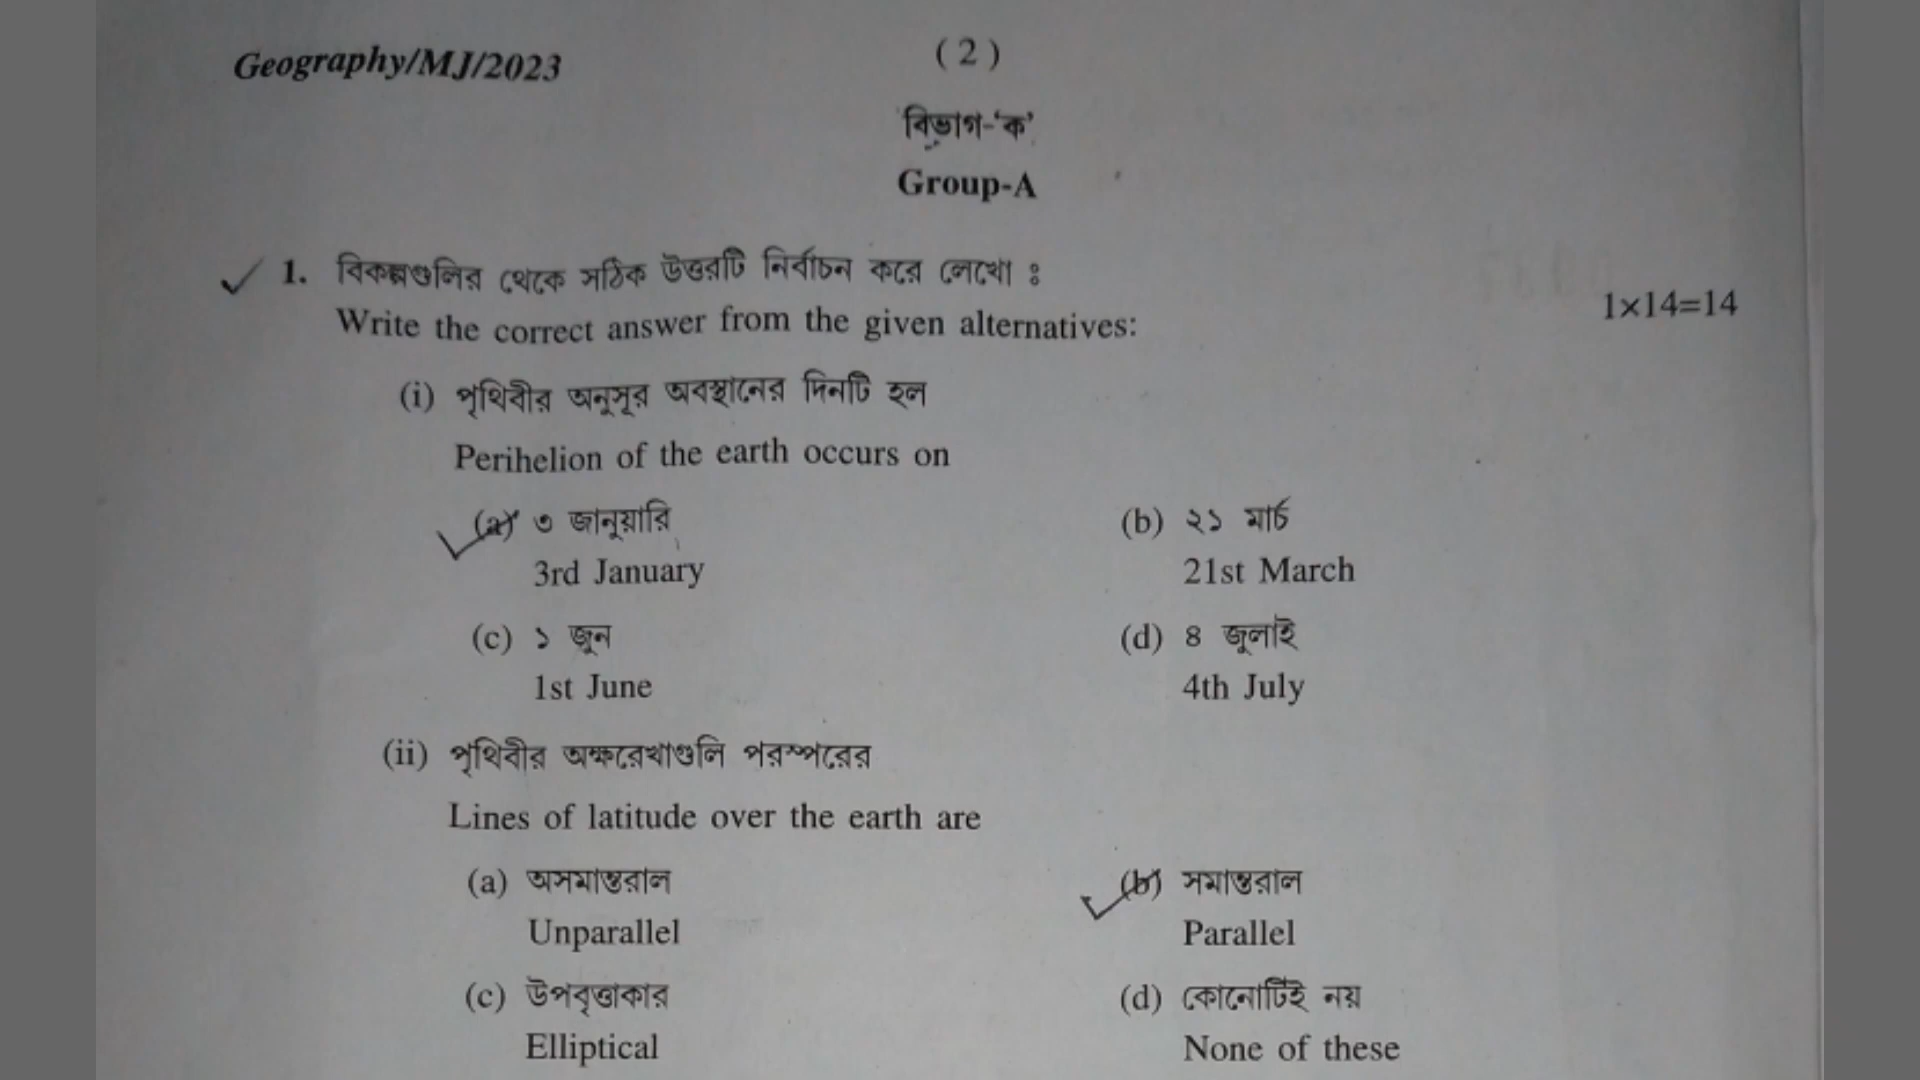 Geography/MJ/2023
(2)
বিভাগ-'ক'
Group-A
1. বিকল্পগুলির থেকে সঠিক উত্তরটি নির্বাচন করে লেখো ঃ
Write the correct answer from the given alternatives:
1×14=14
(i) পৃথিবীর অনুসূর অবস্থানের দিনটি হল
Perihelion of the earth occurs on
(a) ৩ জানুয়ারি
3rd January
(b) ২১ মার্চ
21st March
(c) ১ জুন
1st June
(d) ৪ জুলাই
4th July
(ii) পৃথিবীর অক্ষরেখাগুলি পরস্পরের
Lines of latitude over the earth are
(a) অসমান্তরাল
Unparallel
(b) সমান্তরাল
Parallel
(c) উপবৃত্তাকার
Elliptical
(d) কোনোটিই নয়
None of these